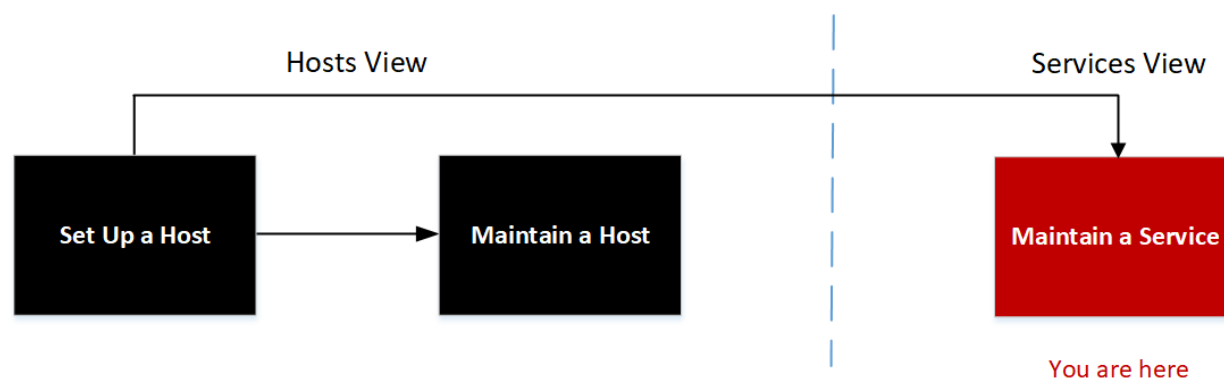 Hosts View
Services View
Set Up a Host
Maintain a Host
Maintain a Service
You are here